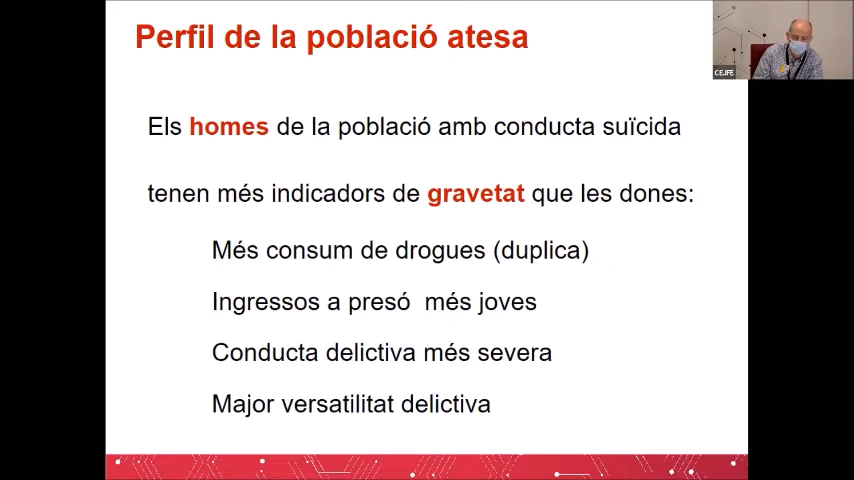 Perfil de la població atesa
CEJFE
Els homes de la població amb conducta suïcida
tenen més indicadors de gravetat que les dones:
Més consum de drogues (duplica)
Ingressos a presó  més joves
Conducta delictiva més severa
Major versatilitat delictiva